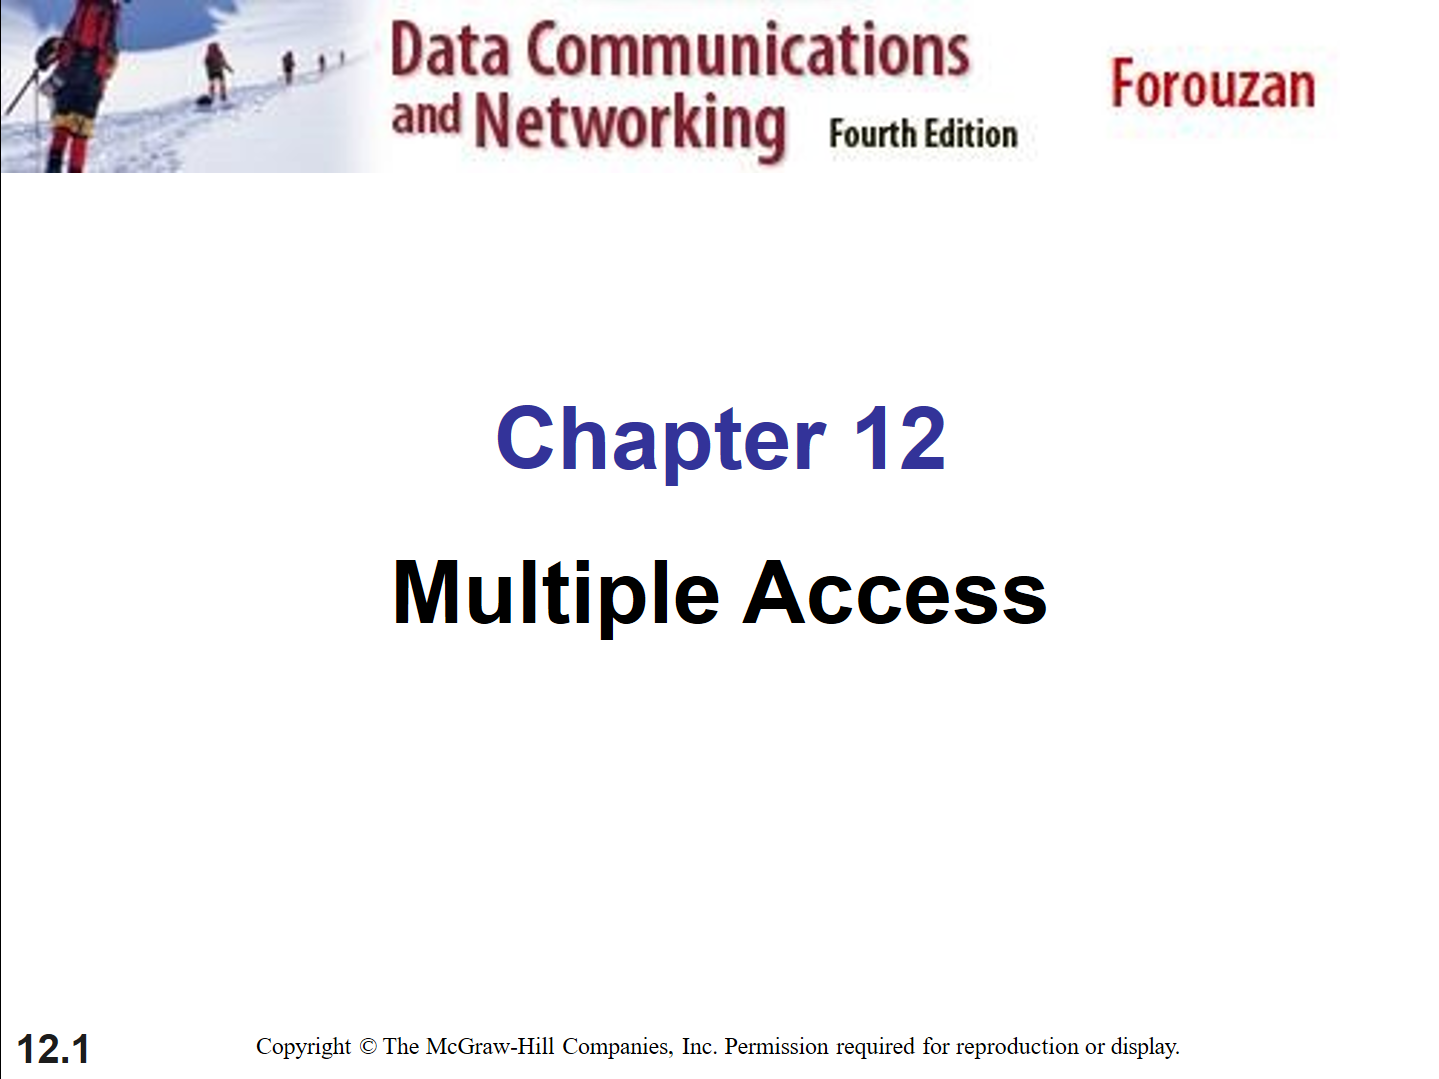 Data Communications
and Networking Fourth Edition
Forouzan
Chapter 12
Multiple Access
12.1
Copyright © The McGraw-Hill Companies, Inc. Permission required for reproduction or display.